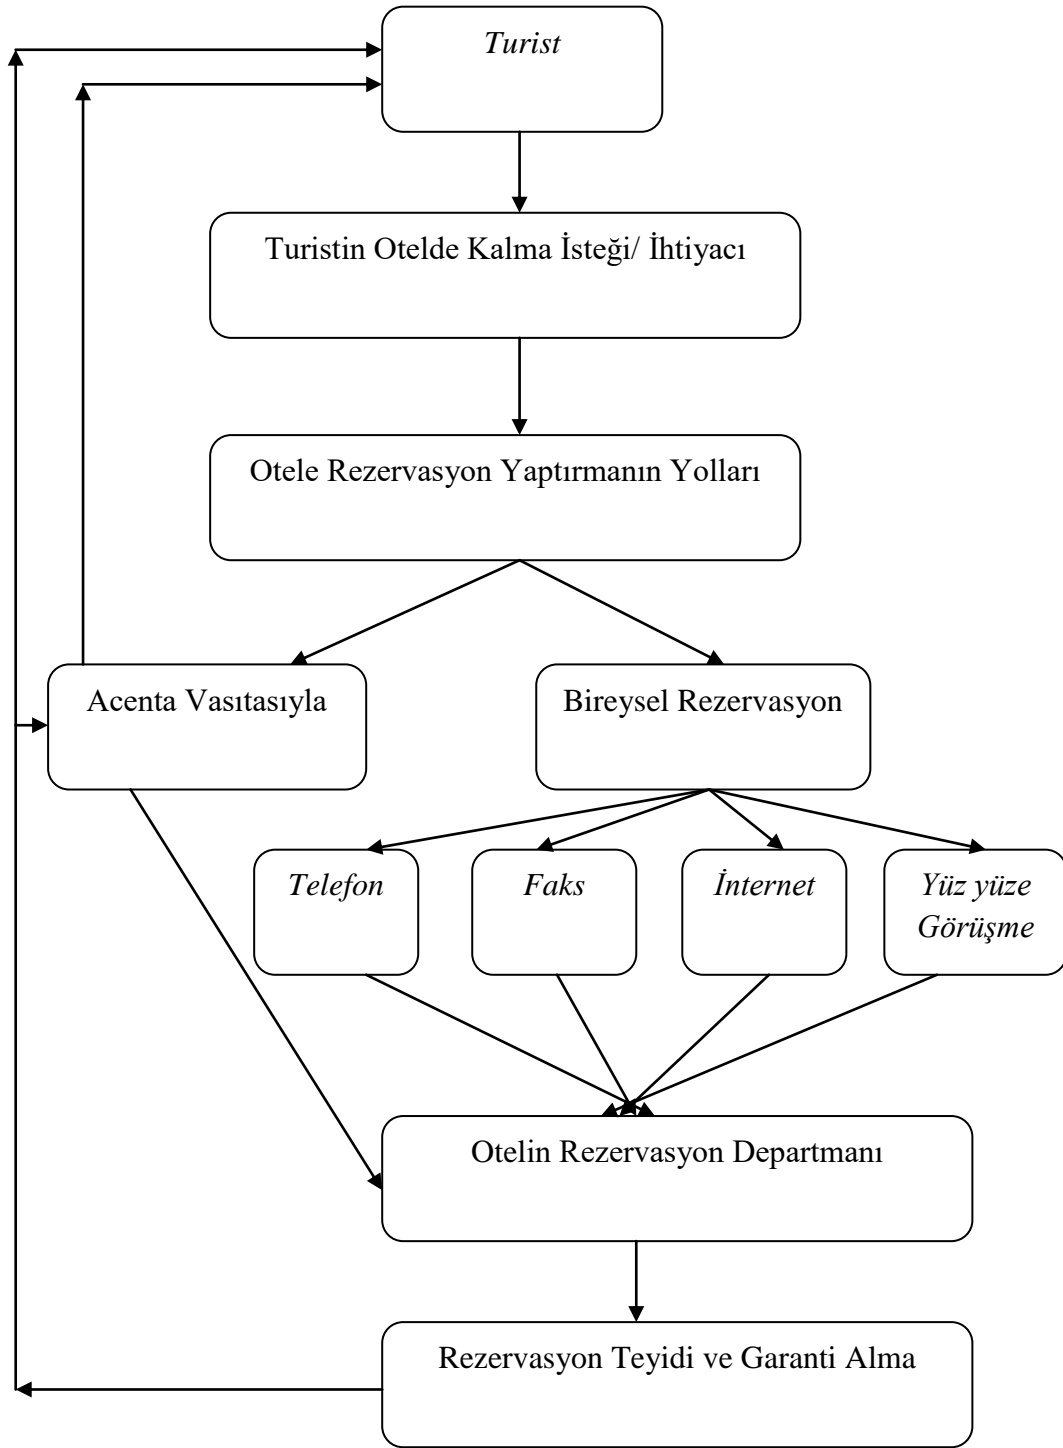 Turist
Turistin Otelde Kalma İsteği/ İhtiyacı
Otele Rezervasyon Yaptırmanın Yolları
Acenta Vasıtasıyla
Bireysel Rezervasyon
Telefon
Faks
İnternet
Yüz yüze
Görüşme
Otelin Rezervasyon Departmanı
Rezervasyon Teyidi ve Garanti Alma